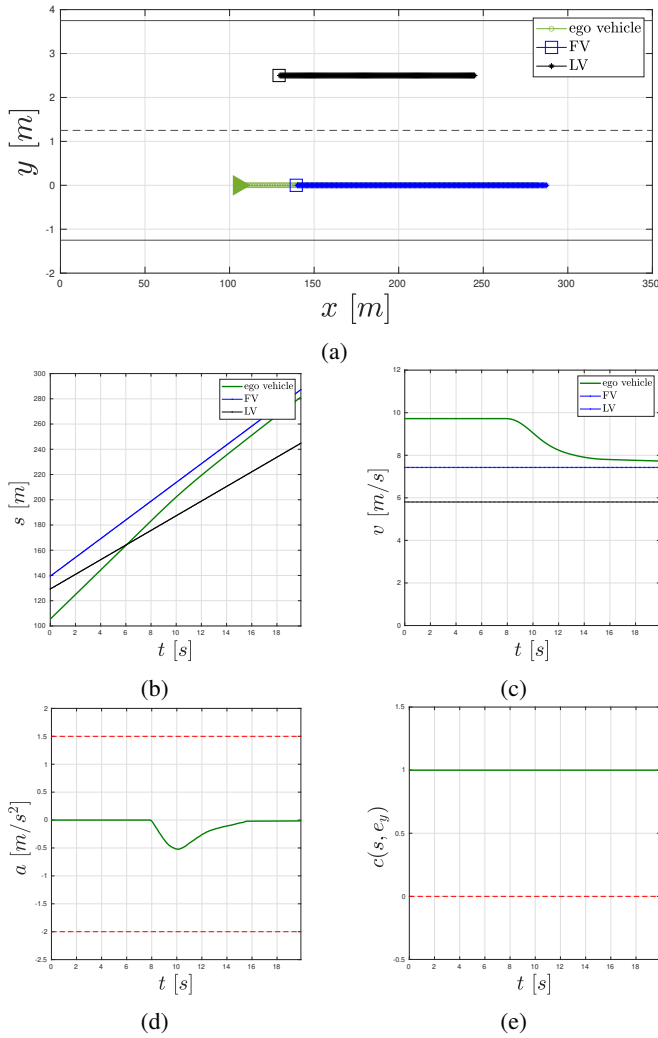 4
3
2
1
0
-1
-2
y [m]
0 50 100 150 200 250 300 350
x [m]
ego vehicle
FV
LV
(a)
300
280
260
240
220
200
180
160
140
120
100
s [m]
0 2 4 6 8 10 12 14 16 18
t [s]
ego vehicle
FV
LV
(b)
12
10
8
6
4
2
0
v [m/s]
0 2 4 6 8 10 12 14 16 18
t [s]
ego vehicle
FV
LV
(c)
2
1.5
1
0.5
0
-0.5
-1
-1.5
-2
-2.5
a [m/s²]
0 2 4 6 8 10 12 14 16 18
t [s]
(d)
1.5
1
0.5
0
-0.5
c(s, e_y)
0 2 4 6 8 10 12 14 16 18
t [s]
(e)